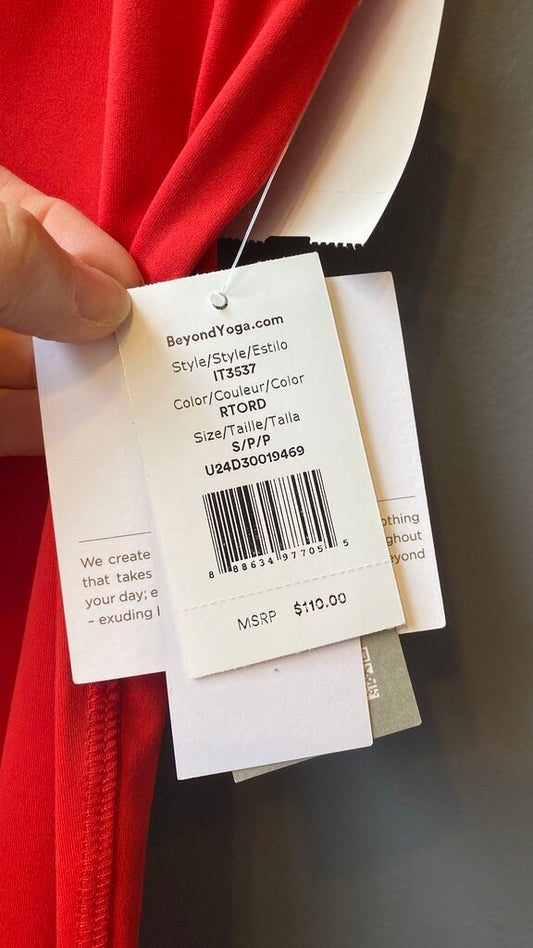 BeyondYoga.com
Style/Style/Estilo
IT3537
Color/Couleur/Color
RTORD
Size/Taille/Talla
S/P/P
U24D30019469
8 88634 97705 5
MSRP $110.00
We create
that takes
your day; e
– exuding l
othing
ghout
eyond